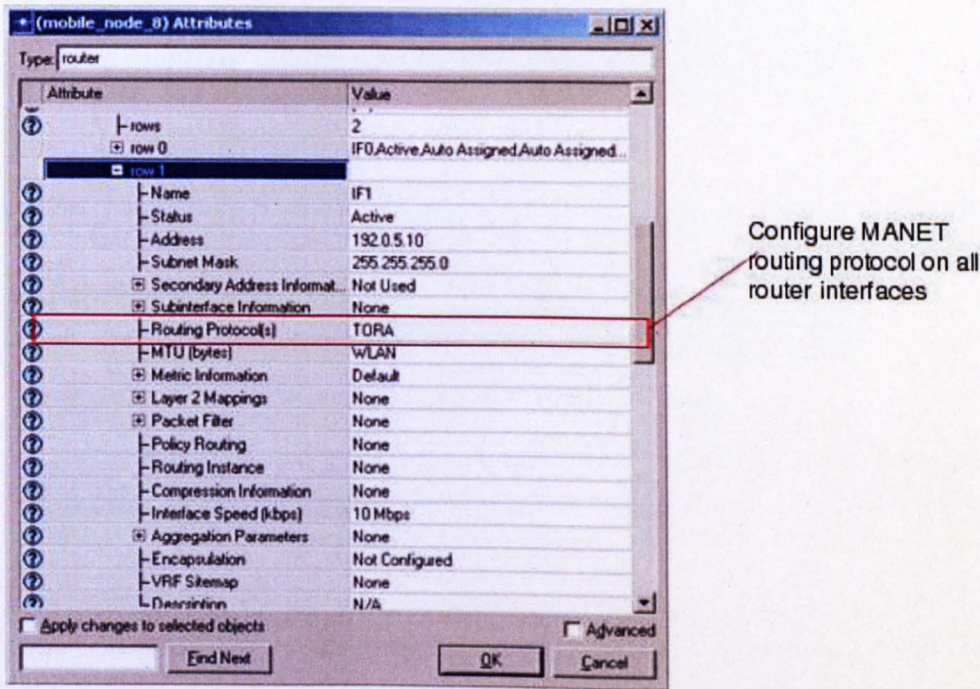 (mobile_node_8) Attributes
Type: router
Attribute Value
rows 2
row 0 IF0,Active,Auto Assigned,Auto Assigned...
row 1
Name IF1
Status Active
Address 192.0.5.10
Subnet Mask 255.255.255.0
Secondary Address Informat... Not Used
Subinterface Information None
Routing Protocol(s) TORA
MTU (bytes) WLAN
Metric Information Default
Layer 2 Mappings None
Packet Filter None
Policy Routing None
Routing Instance None
Compression Information None
Interface Speed (kbps) 10 Mbps
Aggregation Parameters None
Encapsulation Not Configured
VRF Sitemap None
Description N/A
Apply changes to selected objects
Advanced
Find Next
OK
Cancel
Configure MANET
routing protocol on all
router interfaces